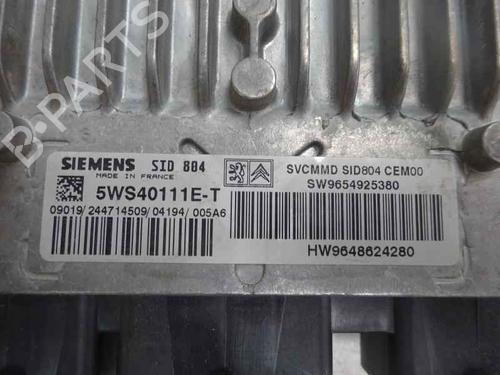 B-PARTS
SIEMENS SID 804
MADE IN FRANCE
5WS40111E-T
09019/244714509/04194/005A6
SVCMMD SID804 CEM00
SW9654925380
HW9648624280